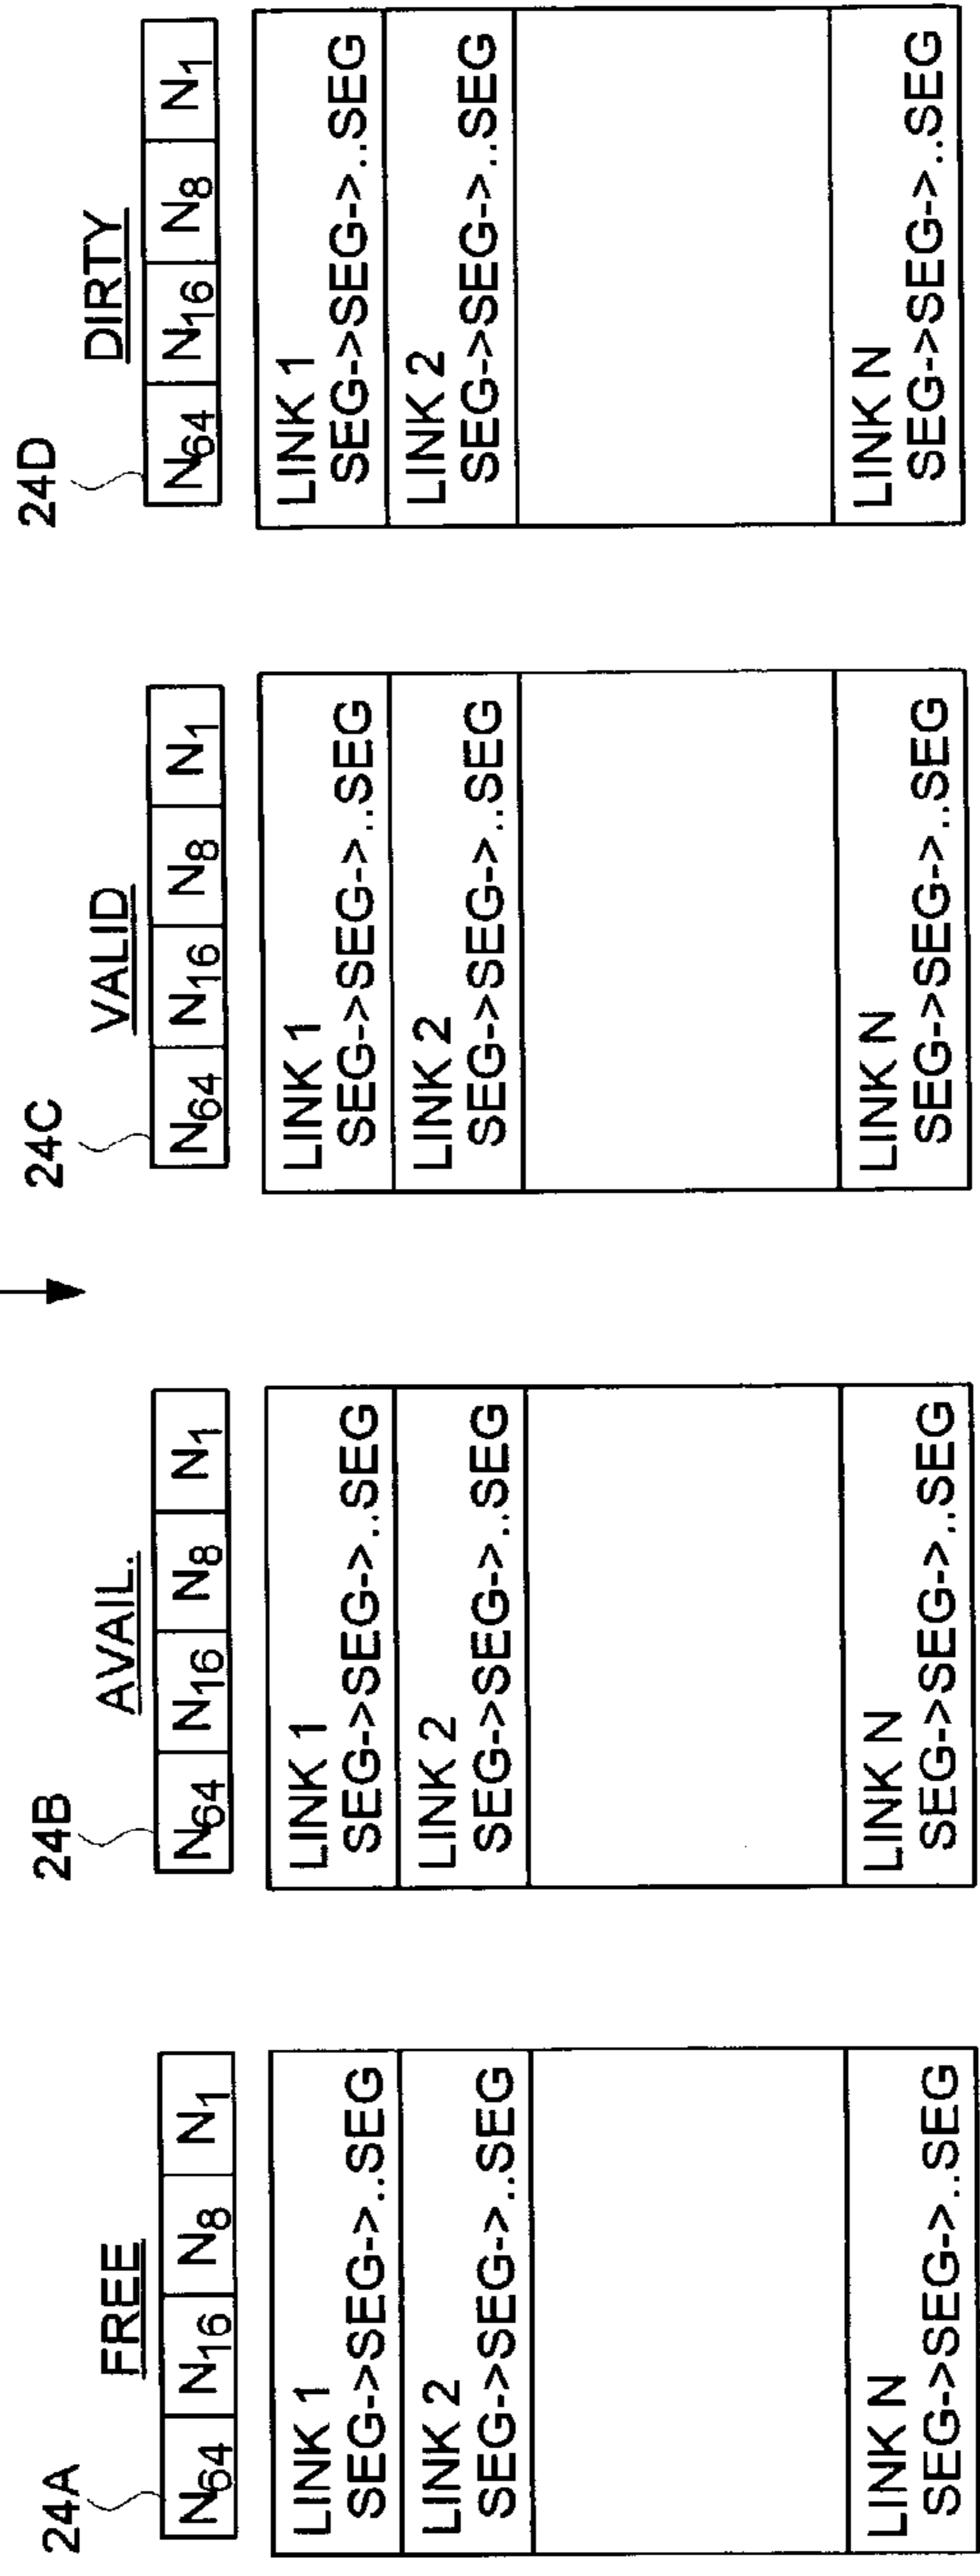 24A
FREE
N64 N16 N8 N1
LINK 1
SEG->SEG->..SEG
LINK 2
SEG->SEG->..SEG
LINK N
SEG->SEG->..SEG
24B
AVAIL.
N64 N16 N8 N1
LINK 1
SEG->SEG->..SEG
LINK 2
SEG->SEG->..SEG
LINK N
SEG->SEG->..SEG
24C
VALID
N64 N16 N8 N1
LINK 1
SEG->SEG->..SEG
LINK 2
SEG->SEG->..SEG
LINK N
SEG->SEG->..SEG
24D
DIRTY
N64 N16 N8 N1
LINK 1
SEG->SEG->..SEG
LINK 2
SEG->SEG->..SEG
LINK N
SEG->SEG->..SEG